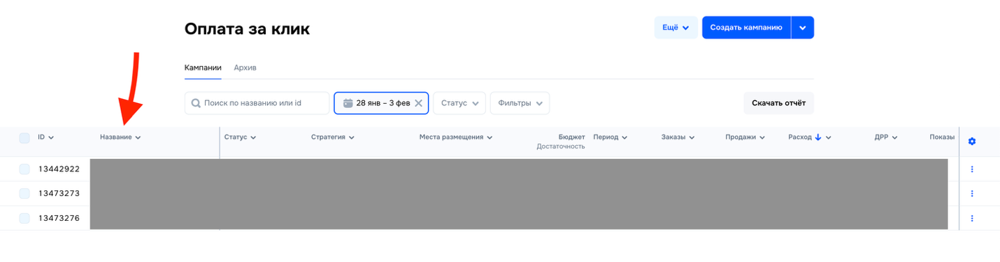 Оплата за клик
Ещё
Создать кампанию
Кампании
Архив
Поиск по названию или id
28 янв – 3 фев
Статус
Фильтры
Скачать отчёт
ID Название Статус Стратегия Места размещения Бюджет Период Заказы Продажи Расход ДРР Показы
Достаточность
13442922
13473273
13473276